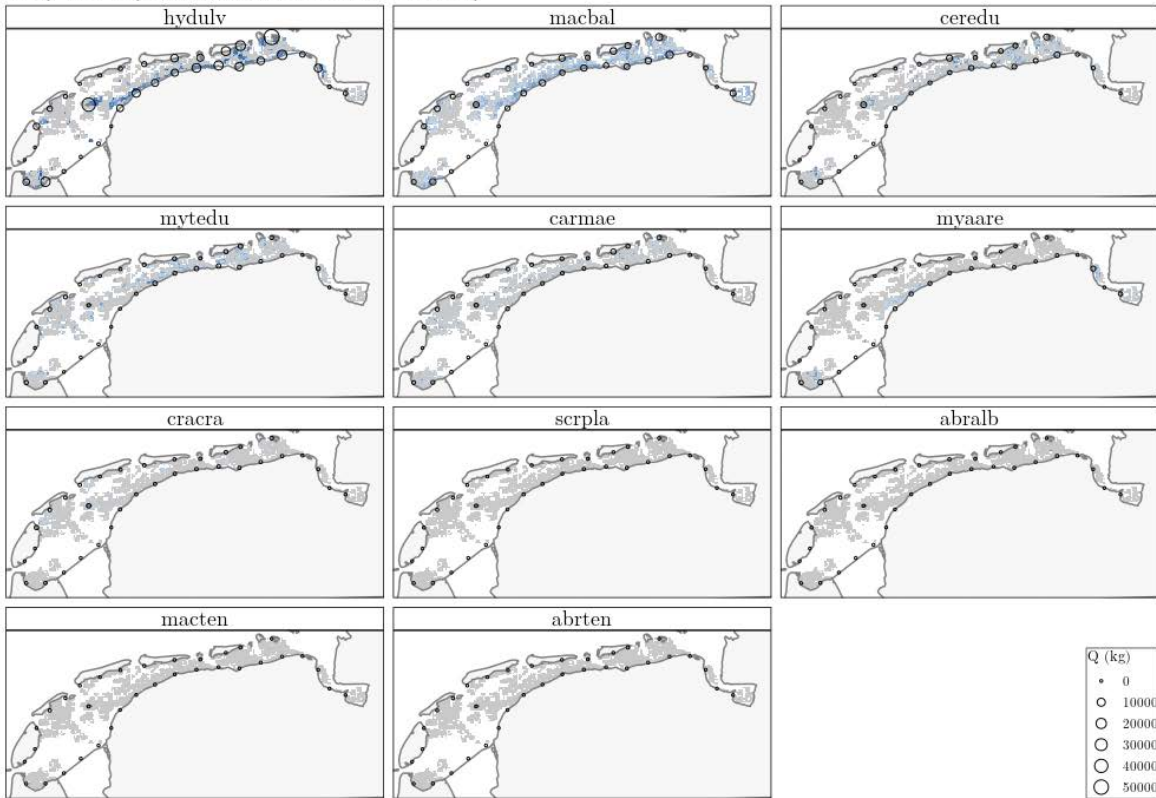 hydulv
macbal
ceredu
mytedu
carmae
myaare
cracra
scrpla
abralb
macten
abrten
Q (kg)
0
10000
20000
30000
40000
50000